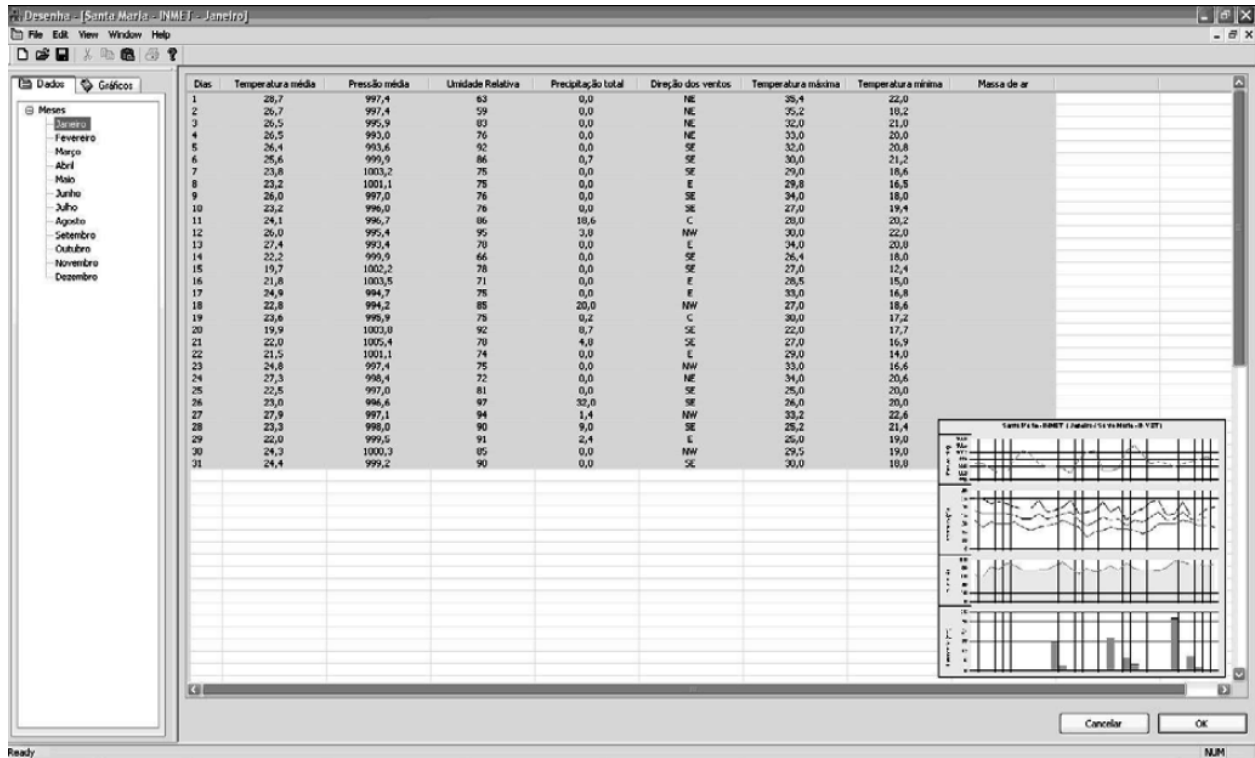 Desenha - [Santa Maria - INMET - Janeiro]
File Edit View Window Help
Dados Gráficos
Meses
Janeiro
Fevereiro
Março
Abril
Maio
Junho
Julho
Agosto
Setembro
Outubro
Novembro
Dezembro
Dias Temperatura média Pressão média Umidade Relativa Precipitação total Direção dos ventos Temperatura máxima Temperatura mínima Massa de ar
1 28,7 997,4 63 0,0 NE 35,4 22,0
2 26,7 997,4 59 0,0 NE 35,2 18,2
3 26,5 995,9 83 0,0 NE 32,0 21,0
4 26,5 993,0 76 0,0 NE 33,0 20,0
5 26,4 993,6 92 0,0 SE 32,0 20,8
6 25,6 999,9 86 0,7 SE 30,0 21,2
7 23,8 1003,2 75 0,0 SE 29,0 18,6
8 23,2 1001,1 75 0,0 E 29,8 16,5
9 26,0 997,0 76 0,0 SE 34,0 18,0
10 23,2 996,0 76 0,0 SE 27,0 19,4
11 24,1 996,7 86 18,6 C 28,0 20,2
12 26,0 995,4 95 3,0 NW 30,0 22,0
13 27,4 993,4 78 0,0 E 34,0 20,8
14 22,2 999,9 66 0,0 SE 26,4 18,0
15 19,7 1002,2 78 0,0 SE 27,0 12,4
16 21,8 1003,5 71 0,0 E 28,5 15,0
17 24,9 994,7 75 0,0 E 33,0 16,8
18 22,8 994,2 85 20,0 NW 27,0 18,6
19 23,6 995,9 75 0,2 C 30,0 17,2
20 19,9 1003,8 92 8,7 SE 22,0 17,7
21 22,0 1005,4 78 4,8 SE 27,0 16,9
22 21,5 1001,1 74 0,0 E 29,0 14,0
23 24,8 997,4 75 0,0 NW 33,0 16,6
24 27,3 998,4 72 0,0 NE 34,0 20,6
25 22,5 997,0 81 0,0 SE 25,0 20,0
26 23,0 996,6 97 32,0 SE 26,0 20,0
27 27,9 997,1 94 1,4 NW 33,2 22,6
28 23,3 998,0 90 9,0 SE 25,2 21,4
29 22,0 999,5 91 2,4 E 25,0 19,0
30 24,3 1000,3 85 0,0 NW 29,5 19,0
31 24,4 999,2 90 0,0 SE 30,0 18,8
Santa Maria - INMET ( Janeiro / Santa Maria - INMET)
Cancelar OK
Ready NUM